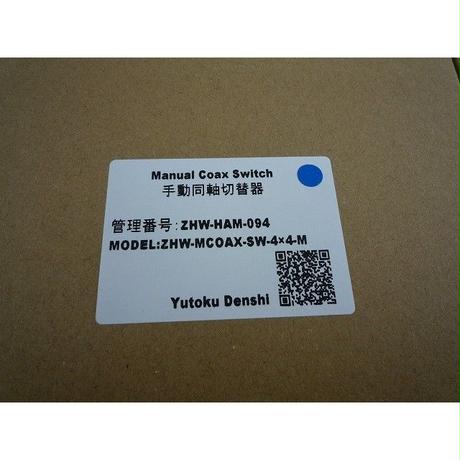 Manual Coax Switch
手動同軸切替器
管理番号:ZHW-HAM-094
MODEL:ZHW-MCOAX-SW-4×4-M
Yutoku Denshi